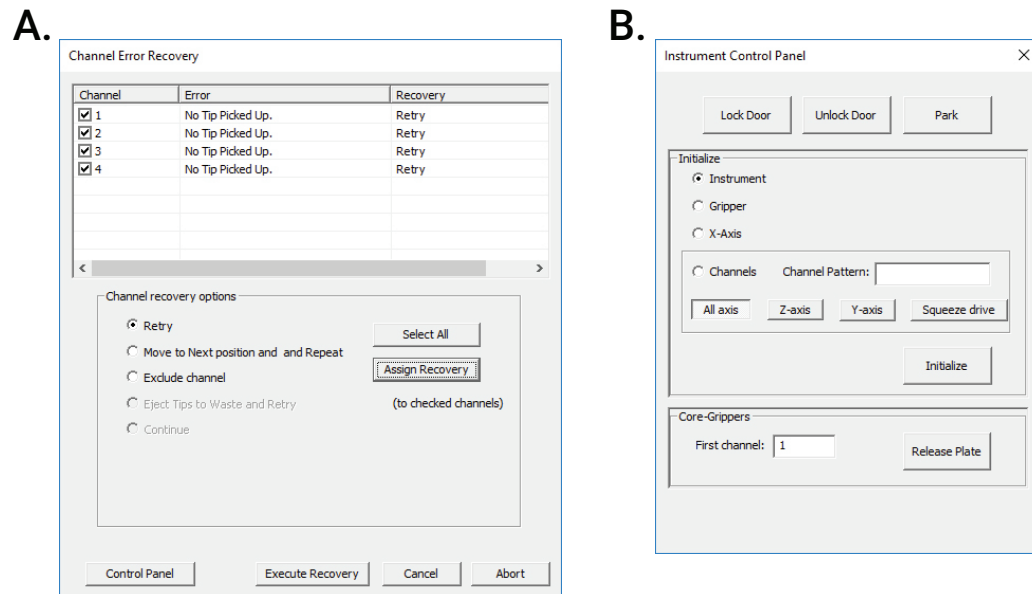 A.
Channel Error Recovery
Channel Error Recovery
1 No Tip Picked Up. Retry
2 No Tip Picked Up. Retry
3 No Tip Picked Up. Retry
4 No Tip Picked Up. Retry
Channel recovery options
Retry
Select All
Move to Next position and and Repeat
Assign Recovery
Exclude channel
Eject Tips to Waste and Retry
(to checked channels)
Continue
Control Panel Execute Recovery Cancel Abort
B.
Instrument Control Panel
Lock Door Unlock Door Park
Initialize
Instrument
Gripper
X-Axis
Channels Channel Pattern:
All axis Z-axis Y-axis Squeeze drive
Initialize
Core-Grippers
First channel: 1 Release Plate